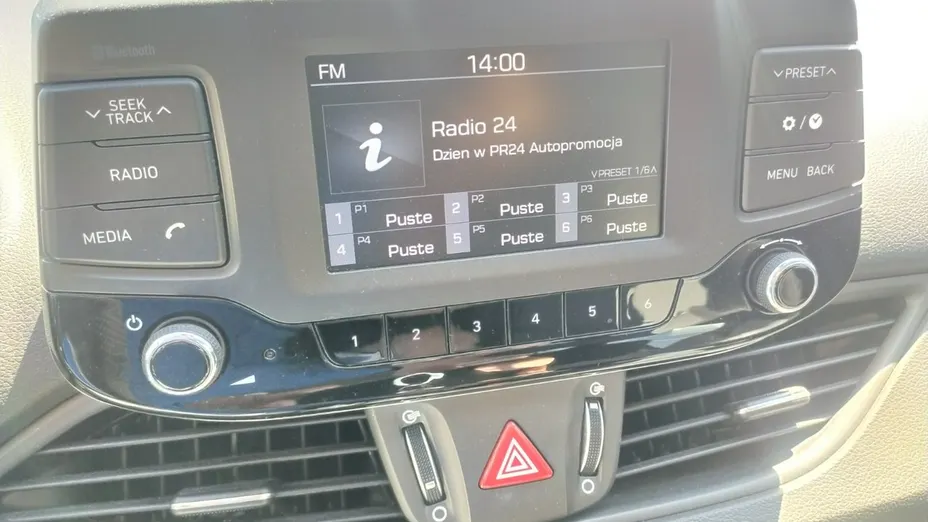 Bluetooth
SEEK
TRACK
RADIO
MEDIA
FM 14:00
Radio 24
Dzien w PR24 Autopromocja
PRESET 1/6
1 P1 Puste 2 P2 Puste 3 P3 Puste
4 P4 Puste 5 P5 Puste 6 P6 Puste
PRESET
/
MENU BACK
1 2 3 4 5 6